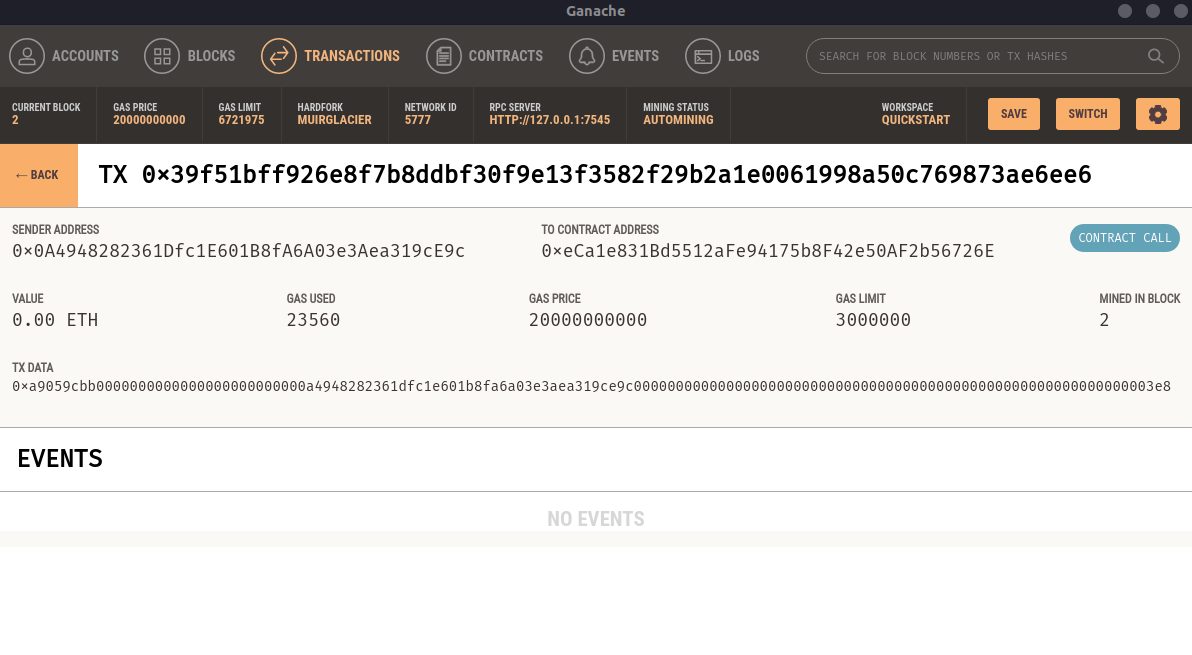 Ganache
ACCOUNTS BLOCKS TRANSACTIONS CONTRACTS EVENTS LOGS SEARCH FOR BLOCK NUMBERS OR TX HASHES
CURRENT BLOCK GAS PRICE GAS LIMIT HARDFORK NETWORK ID RPC SERVER MINING STATUS WORKSPACE
2 20000000000 6721975 MUIRGLACIER 5777 HTTP://127.0.0.1:7545 AUTOMINING QUICKSTART SAVE SWITCH
←BACK TX 0×39f51bff926e8f7b8ddbf30f9e13f3582f29b2a1e0061998a50c769873ae6ee6
SENDER ADDRESS TO CONTRACT ADDRESS
0×0A4948282361Dfc1E601B8fA6A03e3Aea319cE9c 0×eCa1e831Bd5512aFe94175b8F42e50AF2b56726E CONTRACT CALL
VALUE GAS USED GAS PRICE GAS LIMIT MINED IN BLOCK
0.00 ETH 23560 20000000000 3000000 2
TX DATA
0×a9059cbb0000000000000000000000000a4948282361dfc1e601b8fa6a03e3aea319ce9c00000000000000000000000000000000000000000000000000000000000003e8
EVENTS
NO EVENTS